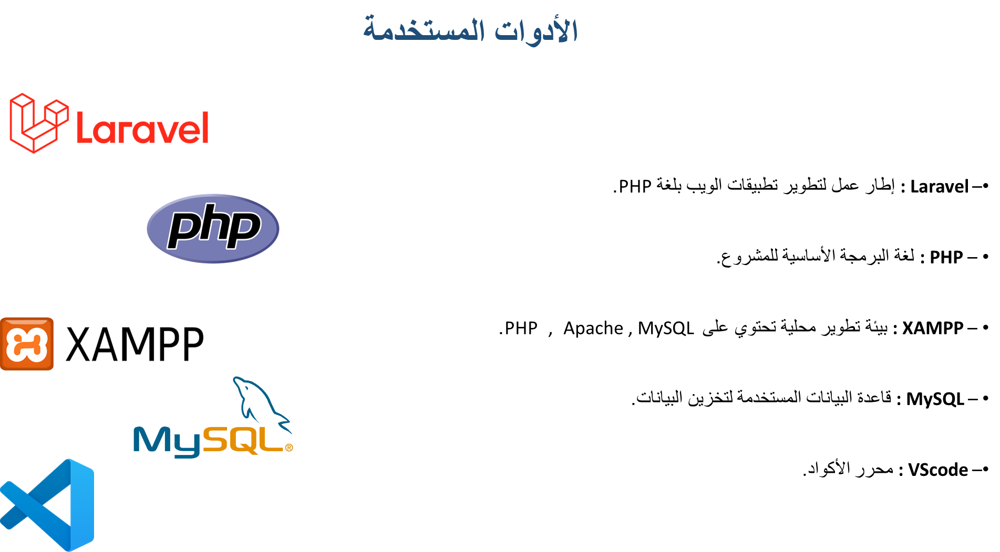 الأدوات المستخدمة
Laravel
•– Laravel : إطار عمل لتطوير تطبيقات الويب بلغة PHP.
php
• – PHP : لغة البرمجة الأساسية للمشروع.
XAMPP
• – XAMPP : بيئة تطوير محلية تحتوي على PHP , Apache , MySQL.
MySQL®
• – MySQL : قاعدة البيانات المستخدمة لتخزين البيانات.
•– VScode : محرر الأكواد.